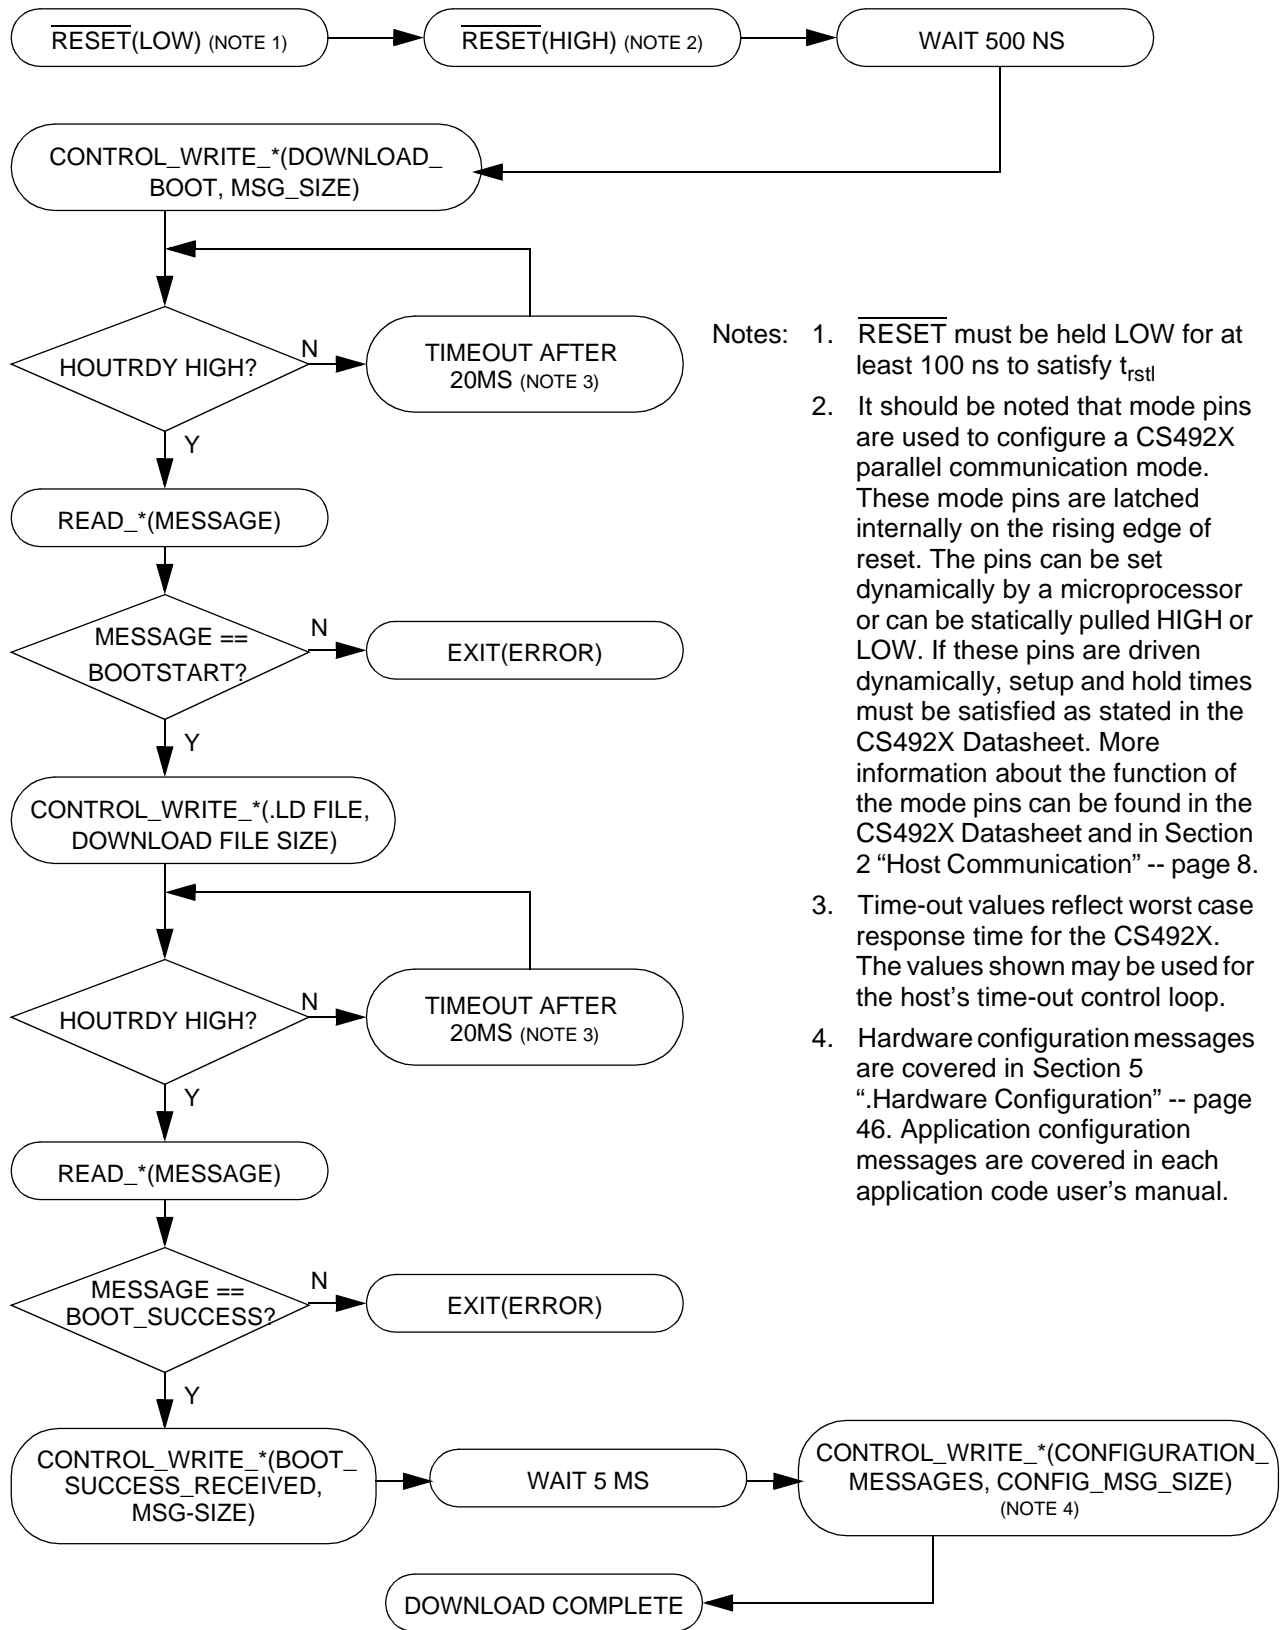 RESET(LOW) (NOTE 1)
RESET(HIGH) (NOTE 2)
WAIT 500 NS
CONTROL_WRITE_*(DOWNLOAD_
BOOT, MSG_SIZE)
HOUTRDY HIGH?
N
TIMEOUT AFTER
20MS (NOTE 3)
Y
READ_*(MESSAGE)
MESSAGE ==
BOOTSTART?
N
EXIT(ERROR)
Y
CONTROL_WRITE_*(.LD FILE,
DOWNLOAD FILE SIZE)
HOUTRDY HIGH?
N
TIMEOUT AFTER
20MS (NOTE 3)
Y
READ_*(MESSAGE)
MESSAGE ==
BOOT_SUCCESS?
N
EXIT(ERROR)
Y
CONTROL_WRITE_*(BOOT_
SUCCESS_RECEIVED,
MSG-SIZE)
WAIT 5 MS
CONTROL_WRITE_*(CONFIGURATION_
MESSAGES, CONFIG_MSG_SIZE)
(NOTE 4)
DOWNLOAD COMPLETE
Notes: 1. RESET must be held LOW for at
least 100 ns to satisfy trstl
2. It should be noted that mode pins
are used to configure a CS492X
parallel communication mode.
These mode pins are latched
internally on the rising edge of
reset. The pins can be set
dynamically by a microprocessor
or can be statically pulled HIGH or
LOW. If these pins are driven
dynamically, setup and hold times
must be satisfied as stated in the
CS492X Datasheet. More
information about the function of
the mode pins can be found in the
CS492X Datasheet and in Section
2 “Host Communication” -- page 8.
3. Time-out values reflect worst case
response time for the CS492X.
The values shown may be used for
the host’s time-out control loop.
4. Hardware configuration messages
are covered in Section 5
“.Hardware Configuration” -- page
46. Application configuration
messages are covered in each
application code user’s manual.